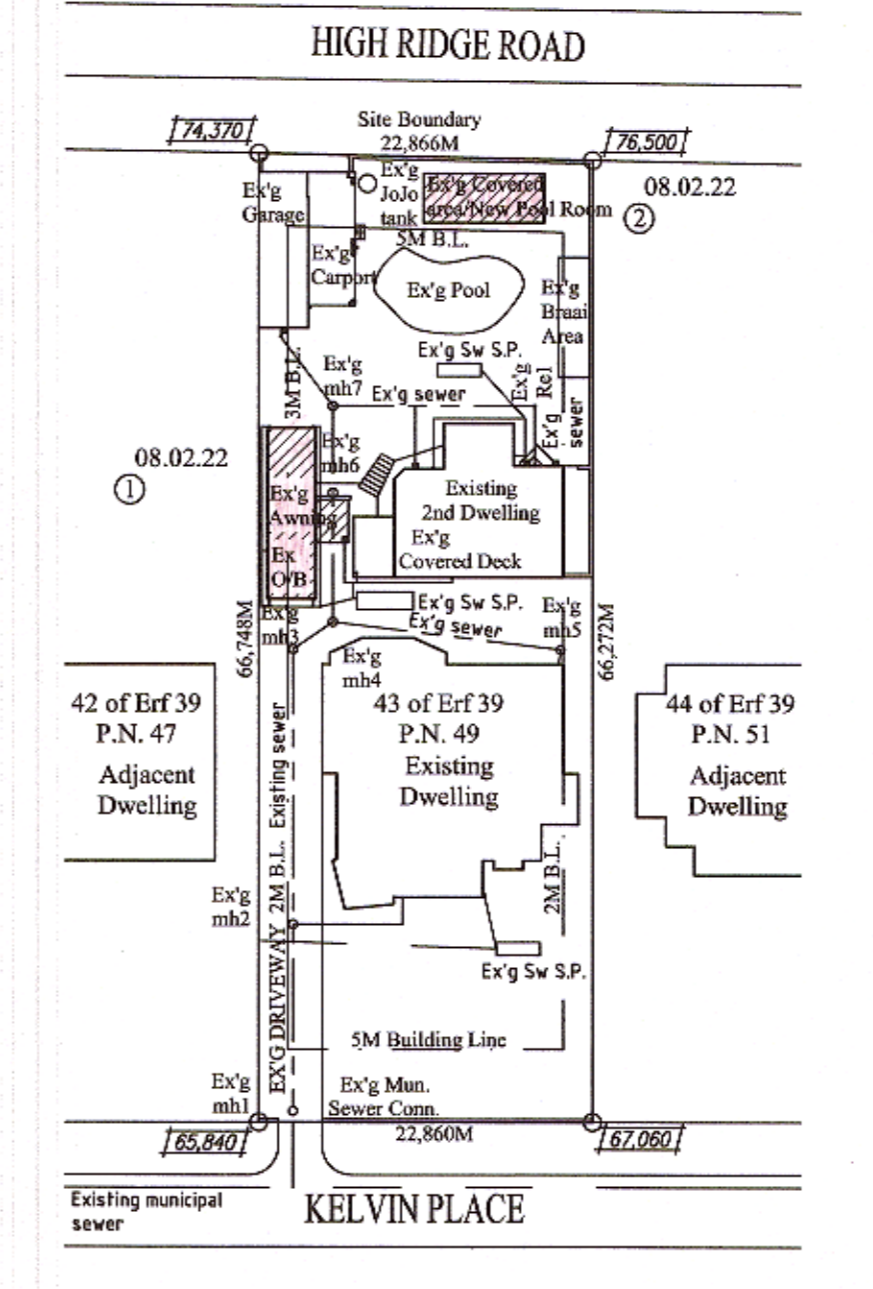 HIGH RIDGE ROAD
74,370
Site Boundary
22,866M
76,500
Ex'g
Garage
Ex'g
JoJo
tank
Ex'g Covered
area/New Pool Room
08.02.22
2
5M B.L.
Ex'g
Carport
Ex'g Pool
Ex'g
Braai
Area
3M B.L.
Ex'g
mh7
Ex'g Sw S.P.
Ex'g sewer
Ex'g
Rel
Ex'g
sewer
08.02.22
1
Ex'g
mh6
Ex'g
Awning
Ex
O/B
Existing
2nd Dwelling
Ex'g
Covered Deck
Ex'g Sw S.P.
Ex'g sewer
Ex'g
mh3
Ex'g
mh5
66,748M
66,272M
Ex'g
mh4
42 of Erf 39
P.N. 47
Adjacent
Dwelling
43 of Erf 39
P.N. 49
Existing
Dwelling
44 of Erf 39
P.N. 51
Adjacent
Dwelling
EX'G DRIVEWAY 2M B.L. Existing sewer
2M B.L.
Ex'g
mh2
Ex'g Sw S.P.
5M Building Line
Ex'g
mh1
Ex'g Mun.
Sewer Conn.
65,840
22,860M
67,060
Existing municipal
sewer
KELVIN PLACE